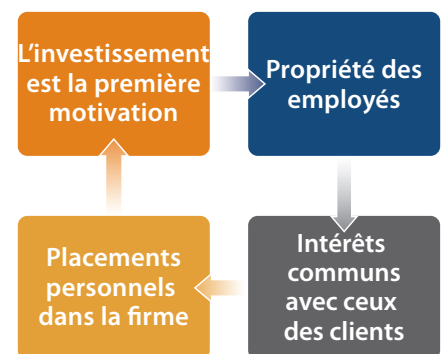 L’investissement
est la première
motivation
Propriété des
employés
Placements
personnels
dans la firme
Intérêts
communs
avec ceux
des clients